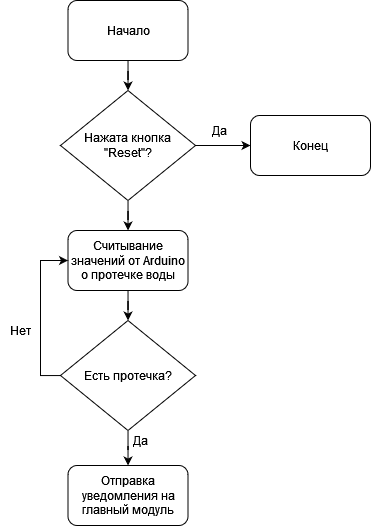 Начало
Нажата кнопка
"Reset"?
Да
Конец
Считывание
значений от Arduino
о протечке воды
Нет
Есть протечка?
Да
Отправка
уведомления на
главный модуль